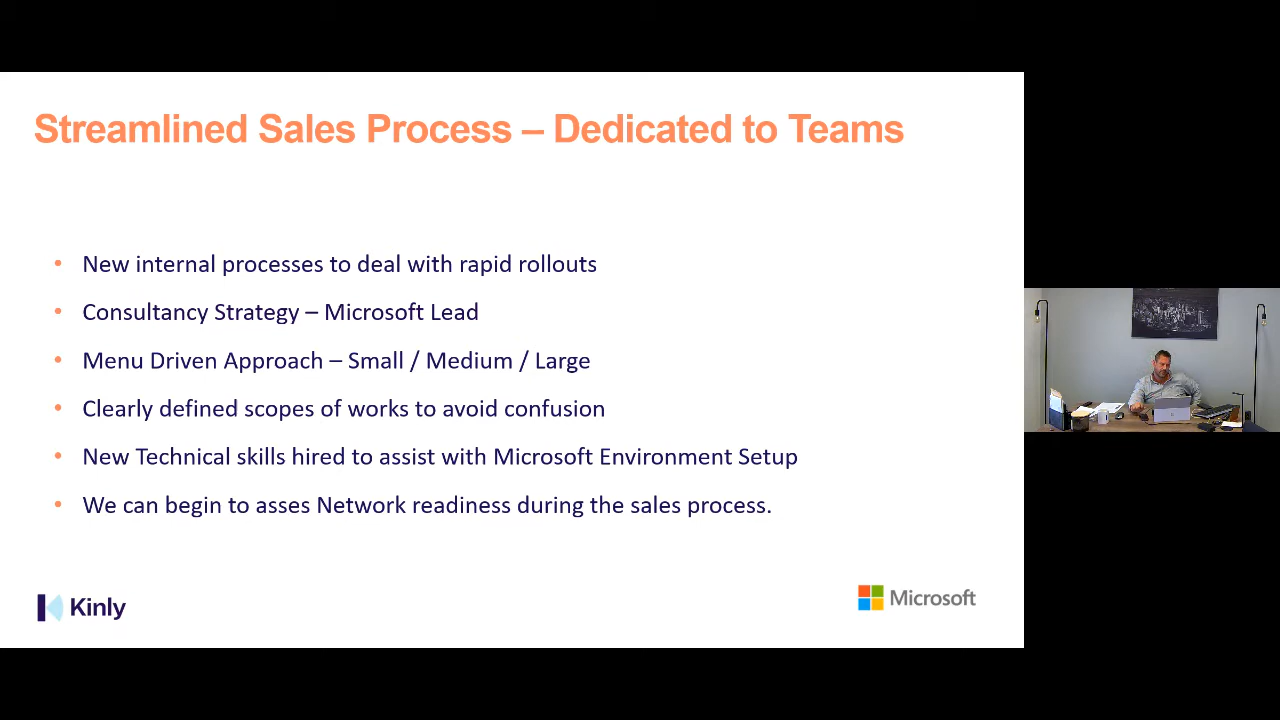 Streamlined Sales Process – Dedicated to Teams
• New internal processes to deal with rapid rollouts
• Consultancy Strategy – Microsoft Lead
• Menu Driven Approach – Small / Medium / Large
• Clearly defined scopes of works to avoid confusion
• New Technical skills hired to assist with Microsoft Environment Setup
• We can begin to asses Network readiness during the sales process.
Kinly
Microsoft